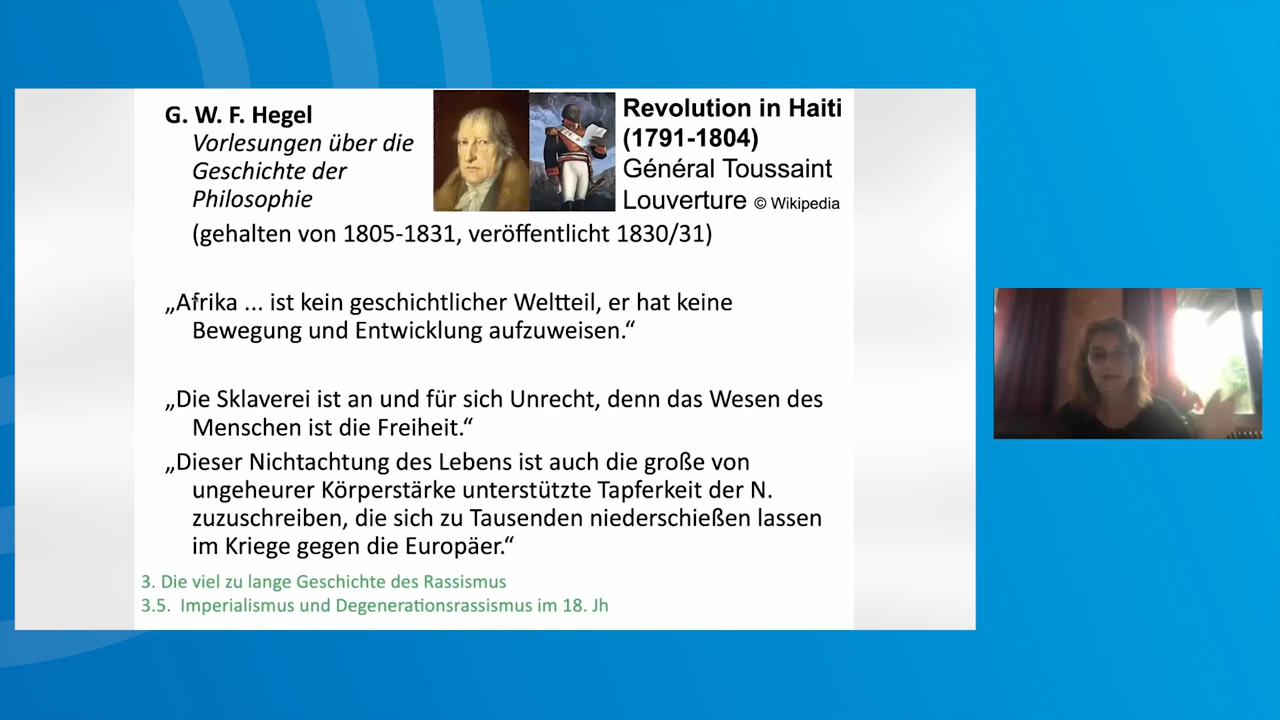 G. W. F. Hegel
Vorlesungen über die
Geschichte der
Philosophie
(gehalten von 1805-1831, veröffentlicht 1830/31)
Revolution in Haiti
(1791-1804)
Général Toussaint
Louverture © Wikipedia
„Afrika ... ist kein geschichtlicher Weltteil, er hat keine
Bewegung und Entwicklung aufzuweisen.“
„Die Sklaverei ist an und für sich Unrecht, denn das Wesen des
Menschen ist die Freiheit.“
„Dieser Nichtachtung des Lebens ist auch die große von
ungeheurer Körperstärke unterstützte Tapferkeit der N.
zuzuschreiben, die sich zu Tausenden niederschießen lassen
im Kriege gegen die Europäer.“
3. Die viel zu lange Geschichte des Rassismus
3.5. Imperialismus und Degenerationsrassismus im 18. Jh